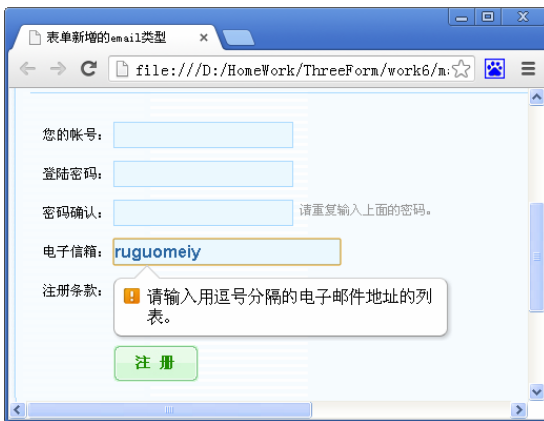 表单新增的email类型
file:///D:/HomeWork/ThreeForm/work6/m
您的帐号：
登陆密码：
密码确认：
请重复输入上面的密码。
电子信箱：
ruguomeiy
注册条款：
请输入用逗号分隔的电子邮件地址的列
表。
注 册